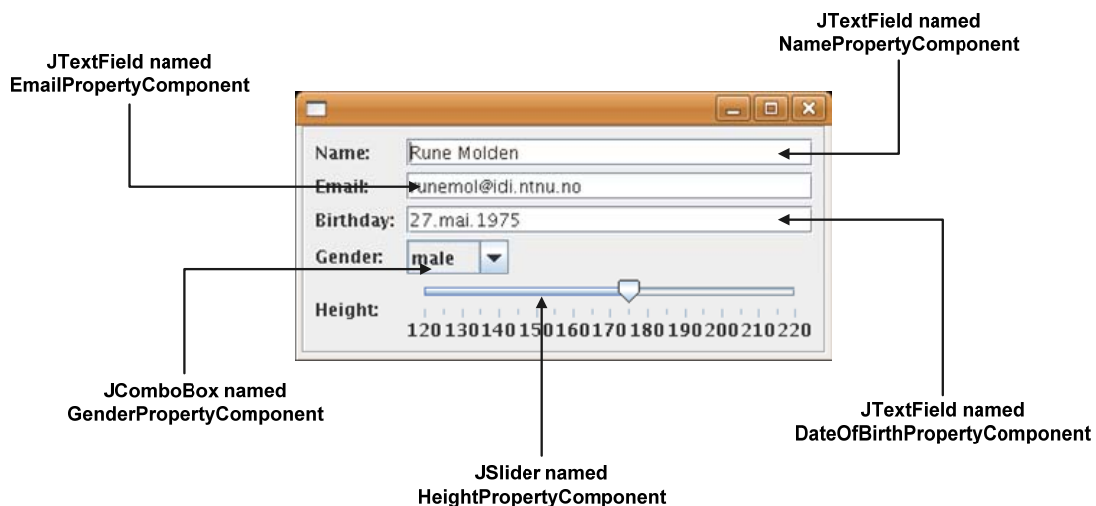 JTextField named
NamePropertyComponent
JTextField named
EmailPropertyComponent
Name: Rune Molden
Email: runemol@idi.ntnu.no
Birthday: 27.mai.1975
Gender: male
Height:
120 130 140 150 160 170 180 190 200 210 220
JComboBox named
GenderPropertyComponent
JTextField named
DateOfBirthPropertyComponent
JSlider named
HeightPropertyComponent